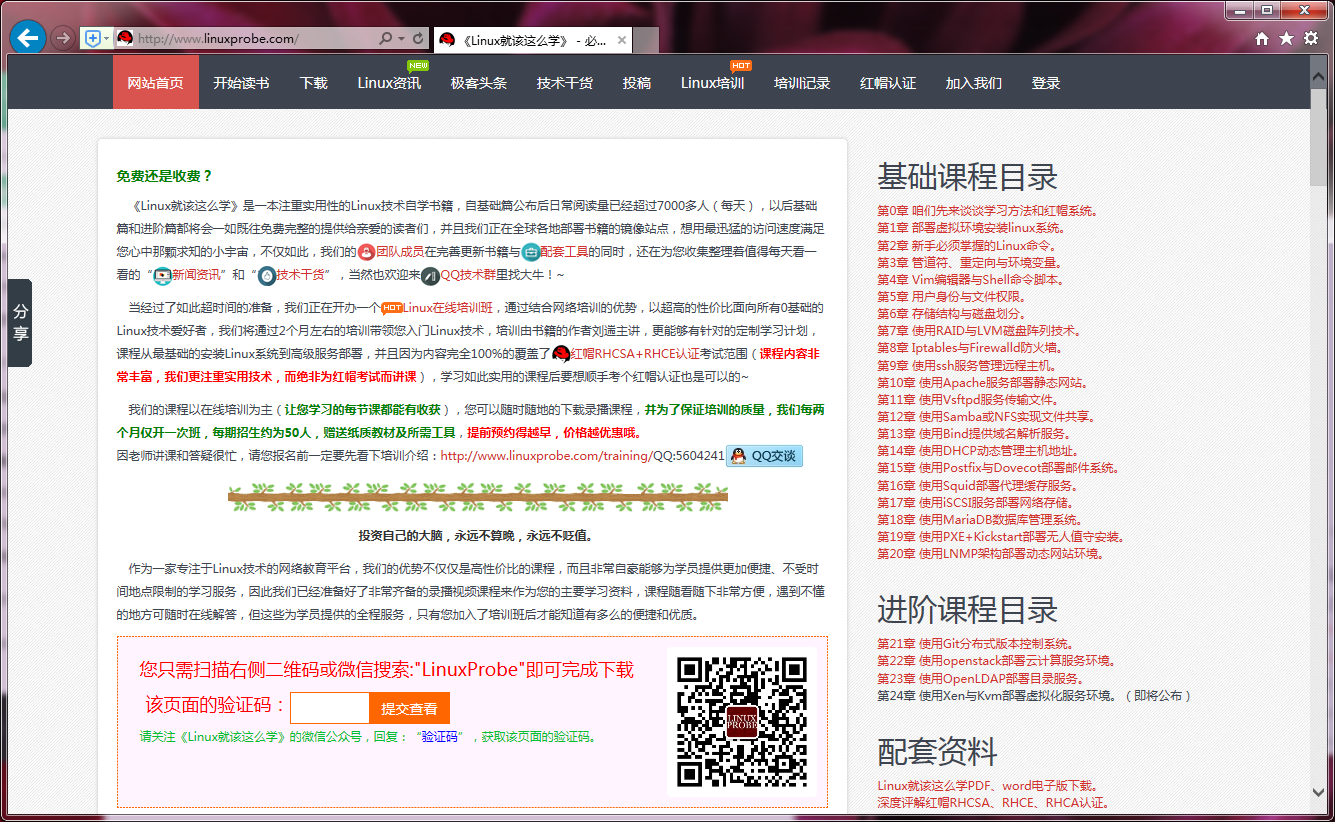 http://www.linuxprobe.com/
《Linux就该这么学》 - 必...
网站首页 开始读书 下载 Linux资讯 NEW 极客头条 技术干货 投稿 Linux培训 HOT 培训记录 红帽认证 加入我们 登录
分享
免费还是收费？
《Linux就该这么学》是一本注重实用性的Linux技术自学书籍，自基础篇公布后日常阅读量已经超过7000多人（每天），以后基础
篇和进阶篇都将会一如既往免费完整的提供给亲爱的读者们，并且我们正在全球各地部署书籍的镜像站点，想用最迅猛的访问速度满足
您心中那颗求知的小宇宙，不仅如此，我们的团队成员在完善更新书籍与配套工具的同时，还在为您收集整理着值得每天看一
看的“新闻资讯”和“技术干货”，当然也欢迎来QQ技术群里找大牛！~
当经过了如此超时间的准备，我们正在开办一个HOTLinux在线培训班，通过结合网络培训的优势，以超高的性价比面向所有0基础的
Linux技术爱好者，我们将通过2个月左右的培训带领您入门Linux技术，培训由书籍的作者刘遄主讲，更能够有针对的定制学习计划，
课程从最基础的安装Linux系统到高级服务部署，并且因为内容完全100%的覆盖了红帽RHCSA+RHCE认证考试范围（课程内容非
常丰富，我们更注重实用技术，而绝非为红帽考试而讲课），学习如此实用的课程后要想顺手考个红帽认证也是可以的~
我们的课程以在线培训为主（让您学习的每节课都能有收获），您可以随时随地的下载录播课程，并为了保证培训的质量，我们每两
个月仅开一次班，每期招生约为50人，赠送纸质教材及所需工具，提前预约得越早，价格越优惠哦。
因老师讲课和答疑很忙，请您报名前一定要先看下培训介绍：http://www.linuxprobe.com/training/QQ:5604241 QQ交谈
投资自己的大脑，永远不算晚，永远不贬值。
作为一家专注于Linux技术的网络教育平台，我们的优势不仅仅是高性价比的课程，而且非常自豪能够为学员提供更加便捷、不受时
间地点限制的学习服务，因此我们已经准备好了非常齐备的录播视频课程来作为您的主要学习资料，课程随看随下非常方便，遇到不懂
的地方可随时在线解答，但这些为学员提供的全程服务，只有您加入了培训班后才能知道有多么的便捷和优质。
您只需扫描右侧二维码或微信搜索:"LinuxProbe"即可完成下载
该页面的验证码： 提交查看
请关注《Linux就该这么学》的微信公众号，回复：“验证码”，获取该页面的验证码。
LINUX
PROBE
基础课程目录
第0章 咱们先来谈谈学习方法和红帽系统。
第1章 部署虚拟环境安装linux系统。
第2章 新手必须掌握的Linux命令。
第3章 管道符、重定向与环境变量。
第4章 Vim编辑器与Shell命令脚本。
第5章 用户身份与文件权限。
第6章 存储结构与磁盘划分。
第7章 使用RAID与LVM磁盘阵列技术。
第8章 Iptables与Firewalld防火墙。
第9章 使用ssh服务管理远程主机。
第10章 使用Apache服务部署静态网站。
第11章 使用Vsftpd服务传输文件。
第12章 使用Samba或NFS实现文件共享。
第13章 使用Bind提供域名解析服务。
第14章 使用DHCP动态管理主机地址。
第15章 使用Postfix与Dovecot部署邮件系统。
第16章 使用Squid部署代理缓存服务。
第17章 使用iSCSI服务部署网络存储。
第18章 使用MariaDB数据库管理系统。
第19章 使用PXE+Kickstart部署无人值守安装。
第20章 使用LNMP架构部署动态网站环境。
进阶课程目录
第21章 使用Git分布式版本控制系统。
第22章 使用openstack部署云计算服务环境。
第23章 使用OpenLDAP部署目录服务。
第24章 使用Xen与Kvm部署虚拟化服务环境。（即将公布）
配套资料
Linux就该这么学PDF、word电子版下载。
深度评解红帽RHCSA、RHCE、RHCA认证。